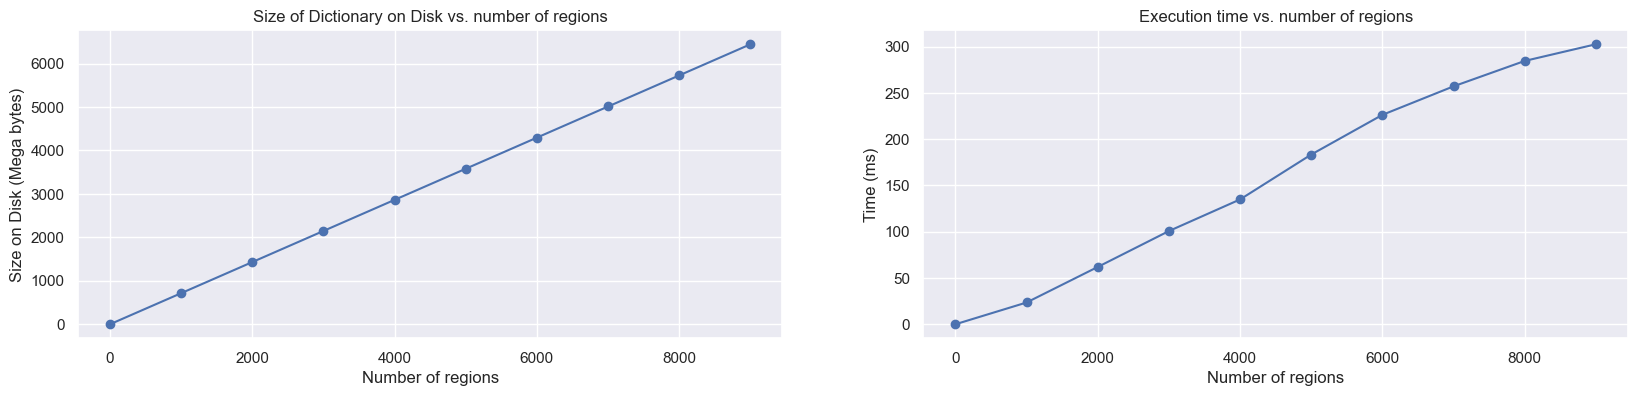 Size of Dictionary on Disk vs. number of regions
Size on Disk (Mega bytes)
6000
5000
4000
3000
2000
1000
0
0 2000 4000 6000 8000
Number of regions
Execution time vs. number of regions
Time (ms)
300
250
200
150
100
50
0
0 2000 4000 6000 8000
Number of regions